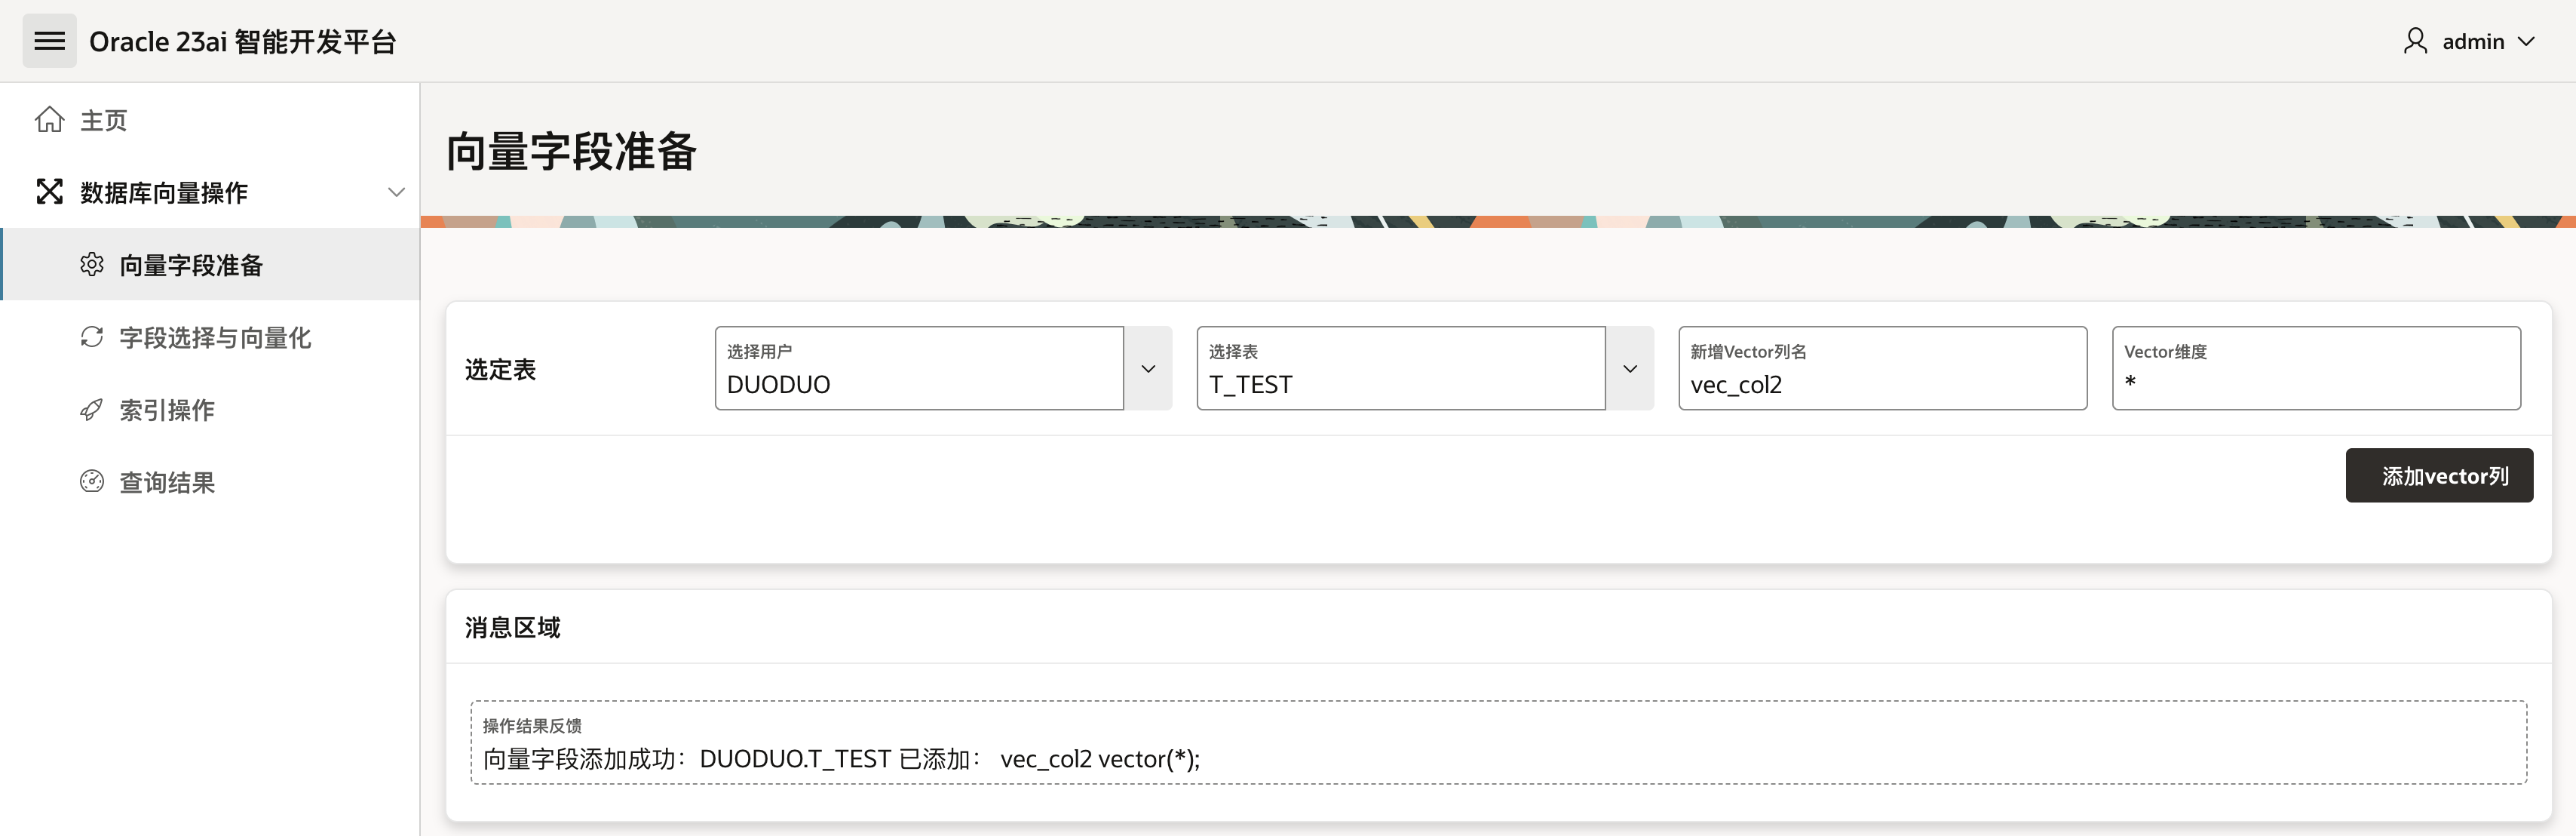 Oracle 23ai 智能开发平台
admin
主页
数据库向量操作
向量字段准备
字段选择与向量化
索引操作
查询结果
向量字段准备
选定表
选择用户
DUODUO
选择表
T_TEST
新增Vector列名
vec_col2
Vector维度
*
添加vector列
消息区域
操作结果反馈
向量字段添加成功：DUODUO.T_TEST 已添加： vec_col2 vector(*);